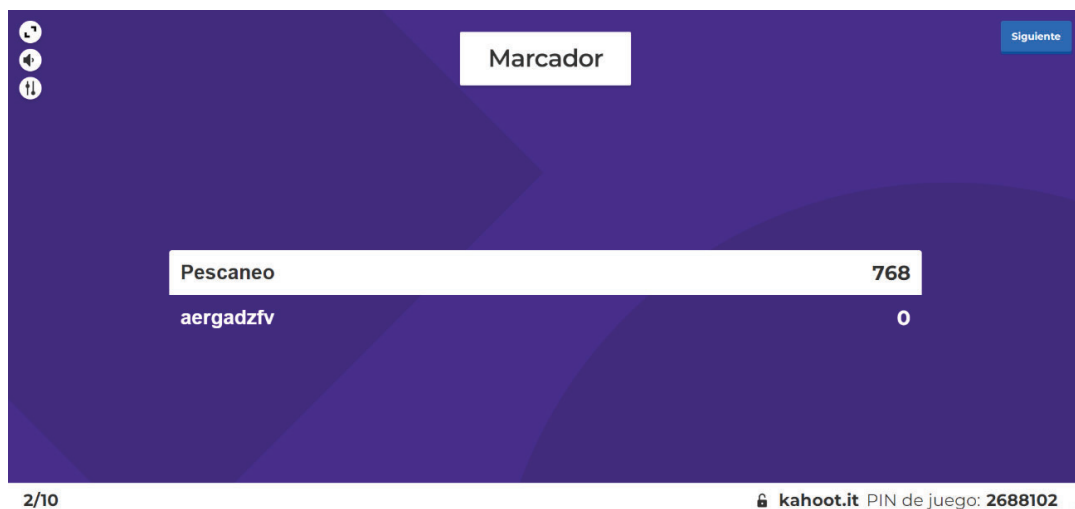 Siguiente
Marcador
Pescaneo 768
aergadzfv 0
2/10 kahoot.it PIN de juego: 2688102